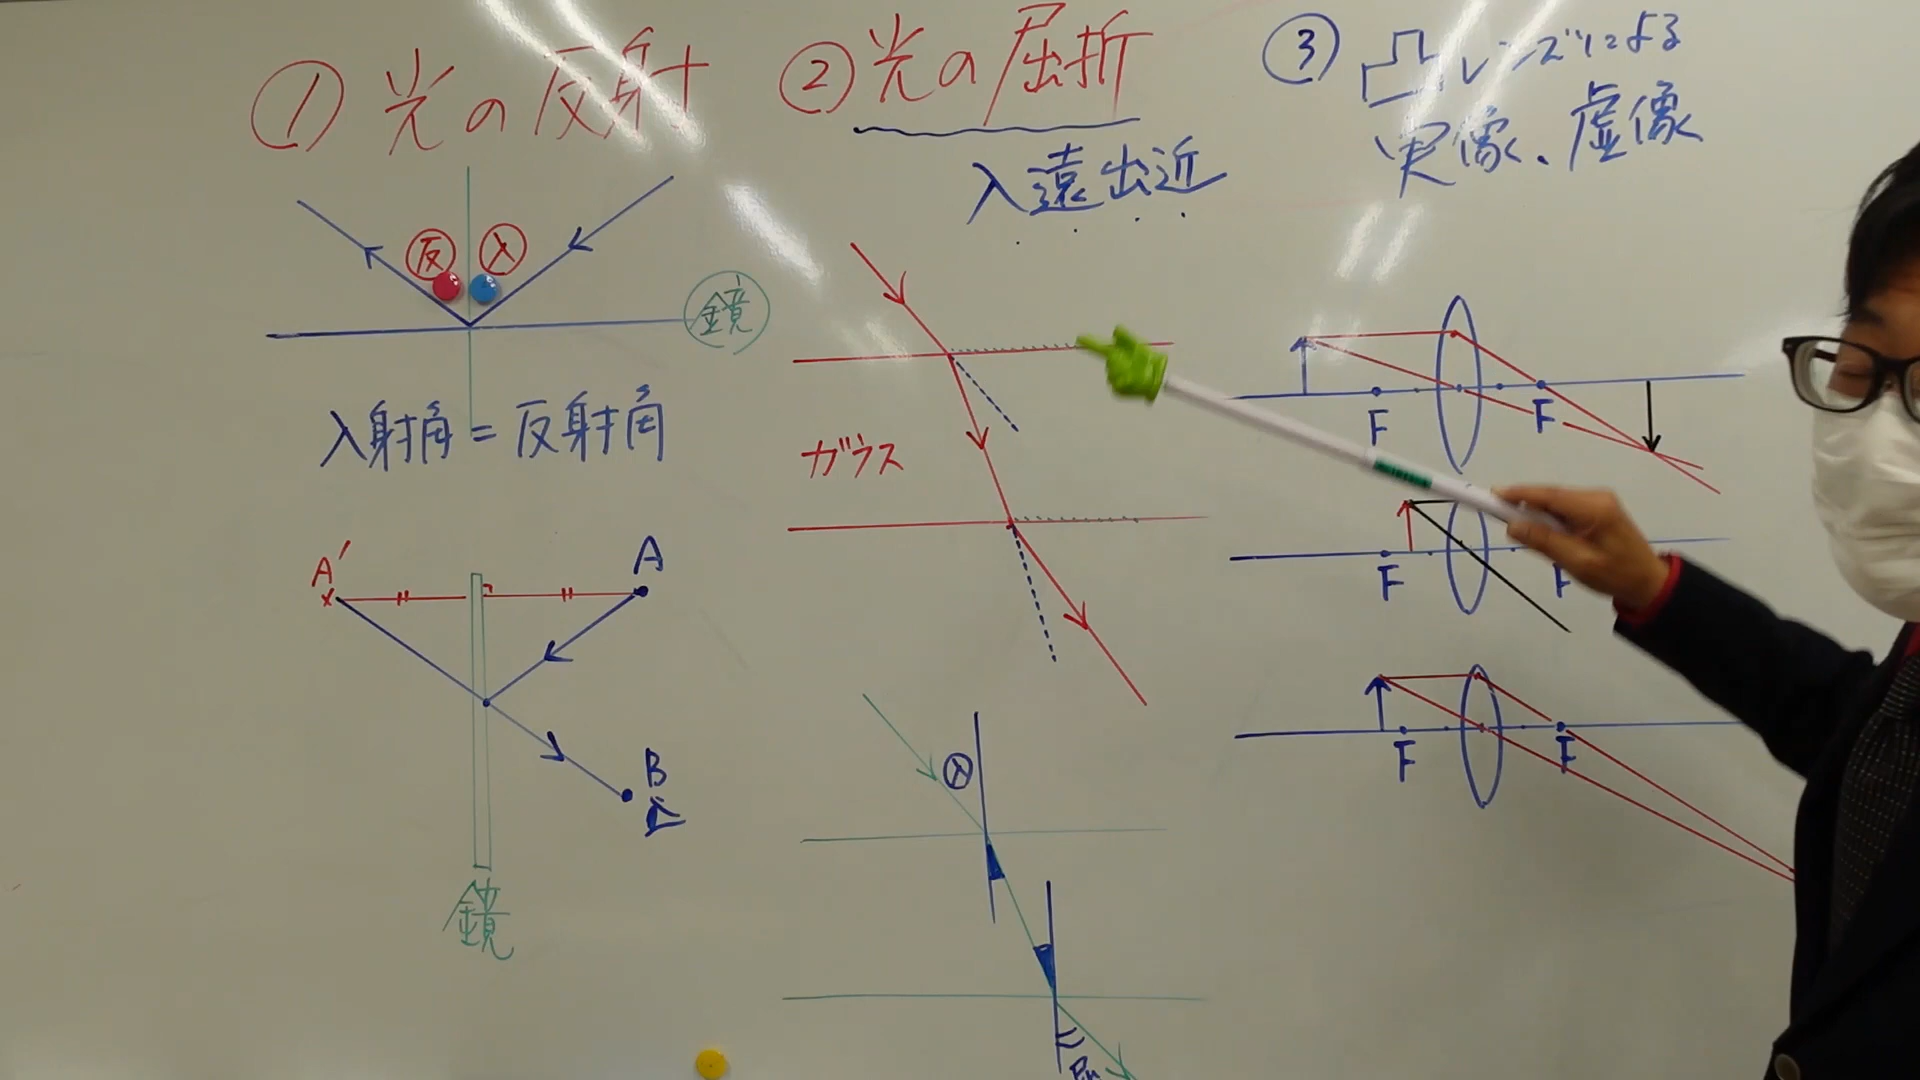 ① 光の反射
反 入
鏡
入射角=反射角
A′
A
B
鏡
② 光の屈折
入遠出近
ガラス
入
③ 凸レンズによる
実像、虚像
F F
F F
F F